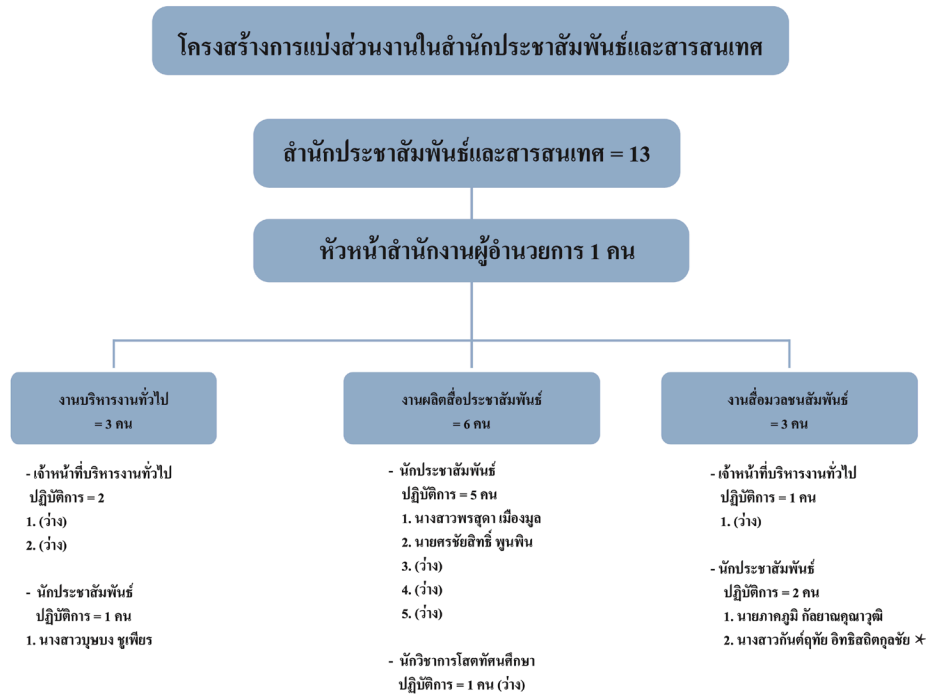 โครงสร้างการแบ่งส่วนงานในสำนักประชาสัมพันธ์และสารสนเทศ
สำนักประชาสัมพันธ์และสารสนเทศ = 13
หัวหน้าสำนักงานผู้อำนวยการ 1 คน
งานบริหารงานทั่วไป
= 3 คน
- เจ้าหน้าที่บริหารงานทั่วไป
ปฏิบัติการ = 2
1. (ว่าง)
2. (ว่าง)
- นักประชาสัมพันธ์
ปฏิบัติการ = 1 คน
1. นางสาวบุษบง ชูเพียร
งานผลิตสื่อประชาสัมพันธ์
= 6 คน
- นักประชาสัมพันธ์
ปฏิบัติการ = 5 คน
1. นางสาวพรสุดา เมืองมูล
2. นายศรชัยสิทธิ์ พูนพิน
3. (ว่าง)
4. (ว่าง)
5. (ว่าง)
- นักวิชาการโสตทัศนศึกษา
ปฏิบัติการ = 1 คน (ว่าง)
งานสื่อมวลชนสัมพันธ์
= 3 คน
- เจ้าหน้าที่บริหารงานทั่วไป
ปฏิบัติการ = 1 คน
1. (ว่าง)
- นักประชาสัมพันธ์
ปฏิบัติการ = 2 คน
1. นายภาคภูมิ กัลยาณคุณาวุฒิ
2. นางสาวกันต์ฤทัย อิทธิสถิตกุลชัย *